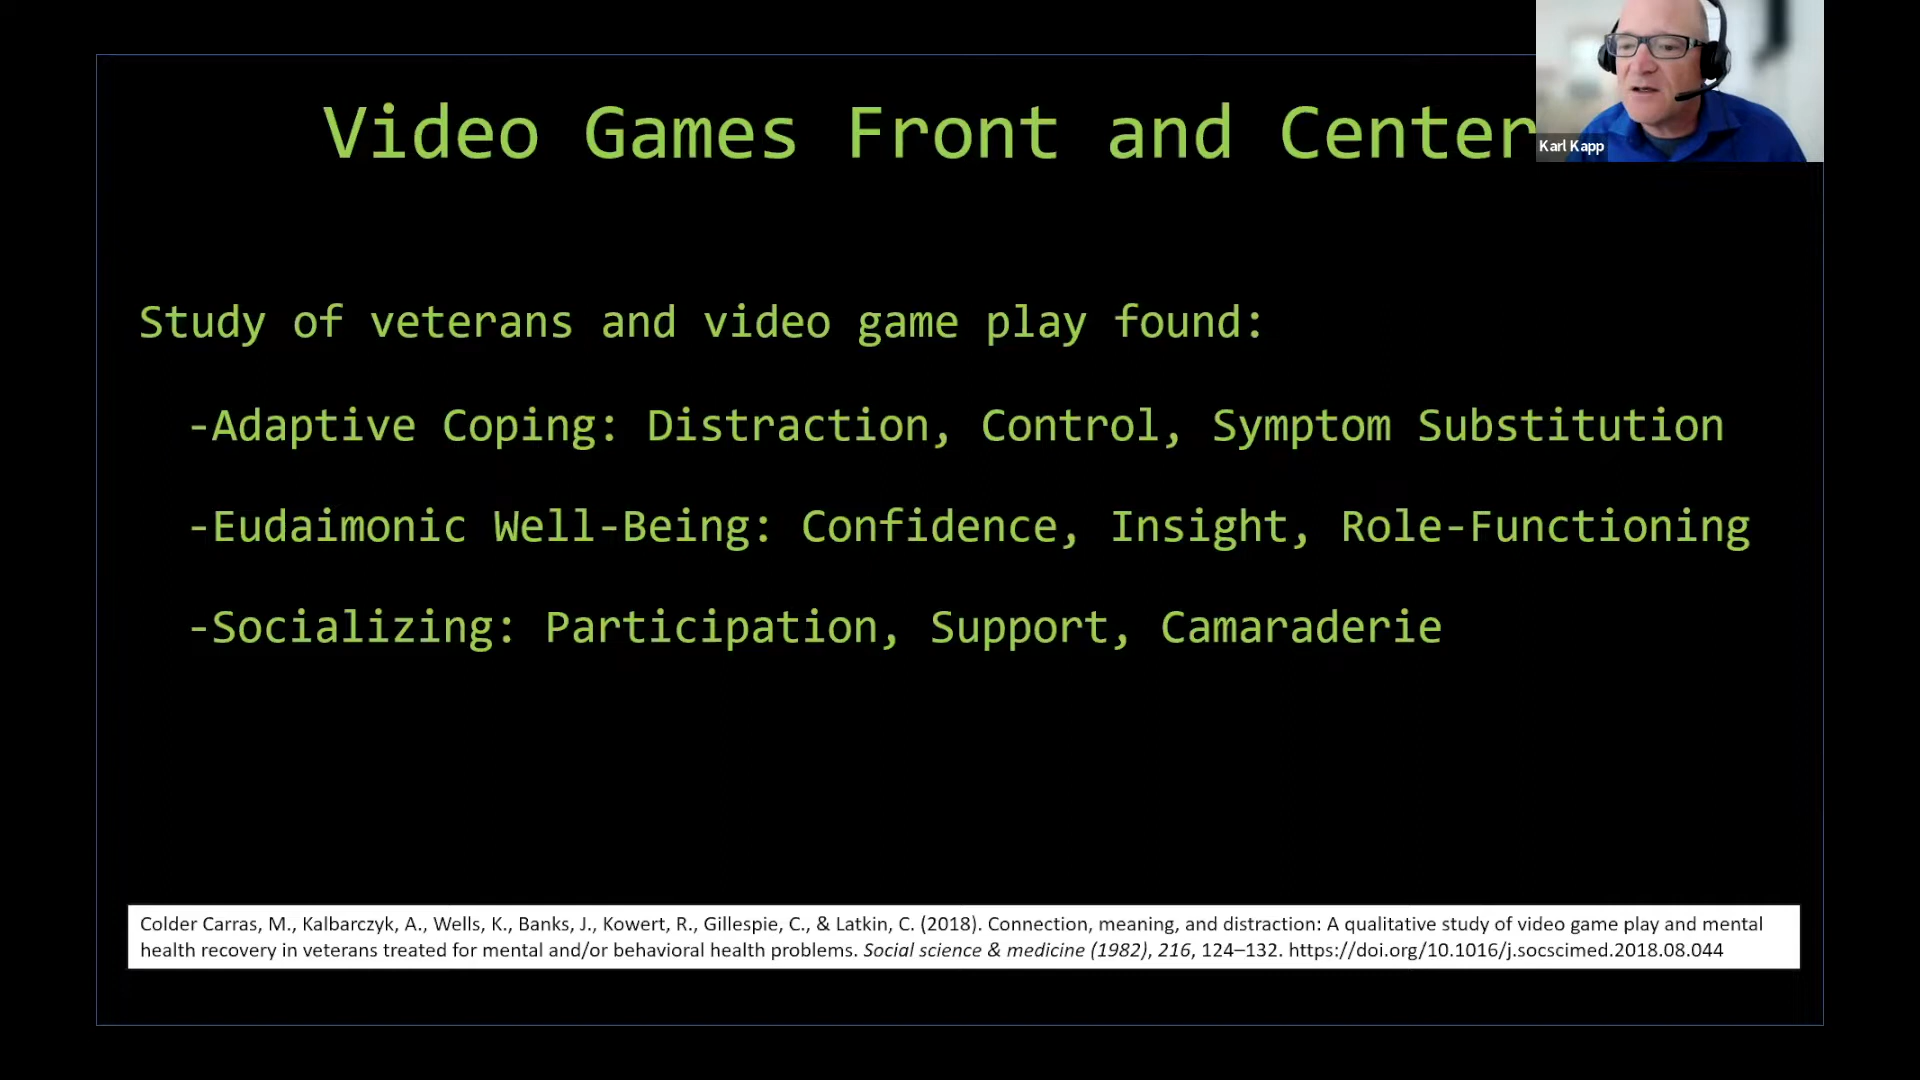 Video Games Front and Center
Karl Kapp
Study of veterans and video game play found:
-Adaptive Coping: Distraction, Control, Symptom Substitution
-Eudaimonic Well-Being: Confidence, Insight, Role-Functioning
-Socializing: Participation, Support, Camaraderie
Colder Carras, M., Kalbarczyk, A., Wells, K., Banks, J., Kowert, R., Gillespie, C., & Latkin, C. (2018). Connection, meaning, and distraction: A qualitative study of video game play and mental
health recovery in veterans treated for mental and/or behavioral health problems. Social science & medicine (1982), 216, 124–132. https://doi.org/10.1016/j.socscimed.2018.08.044